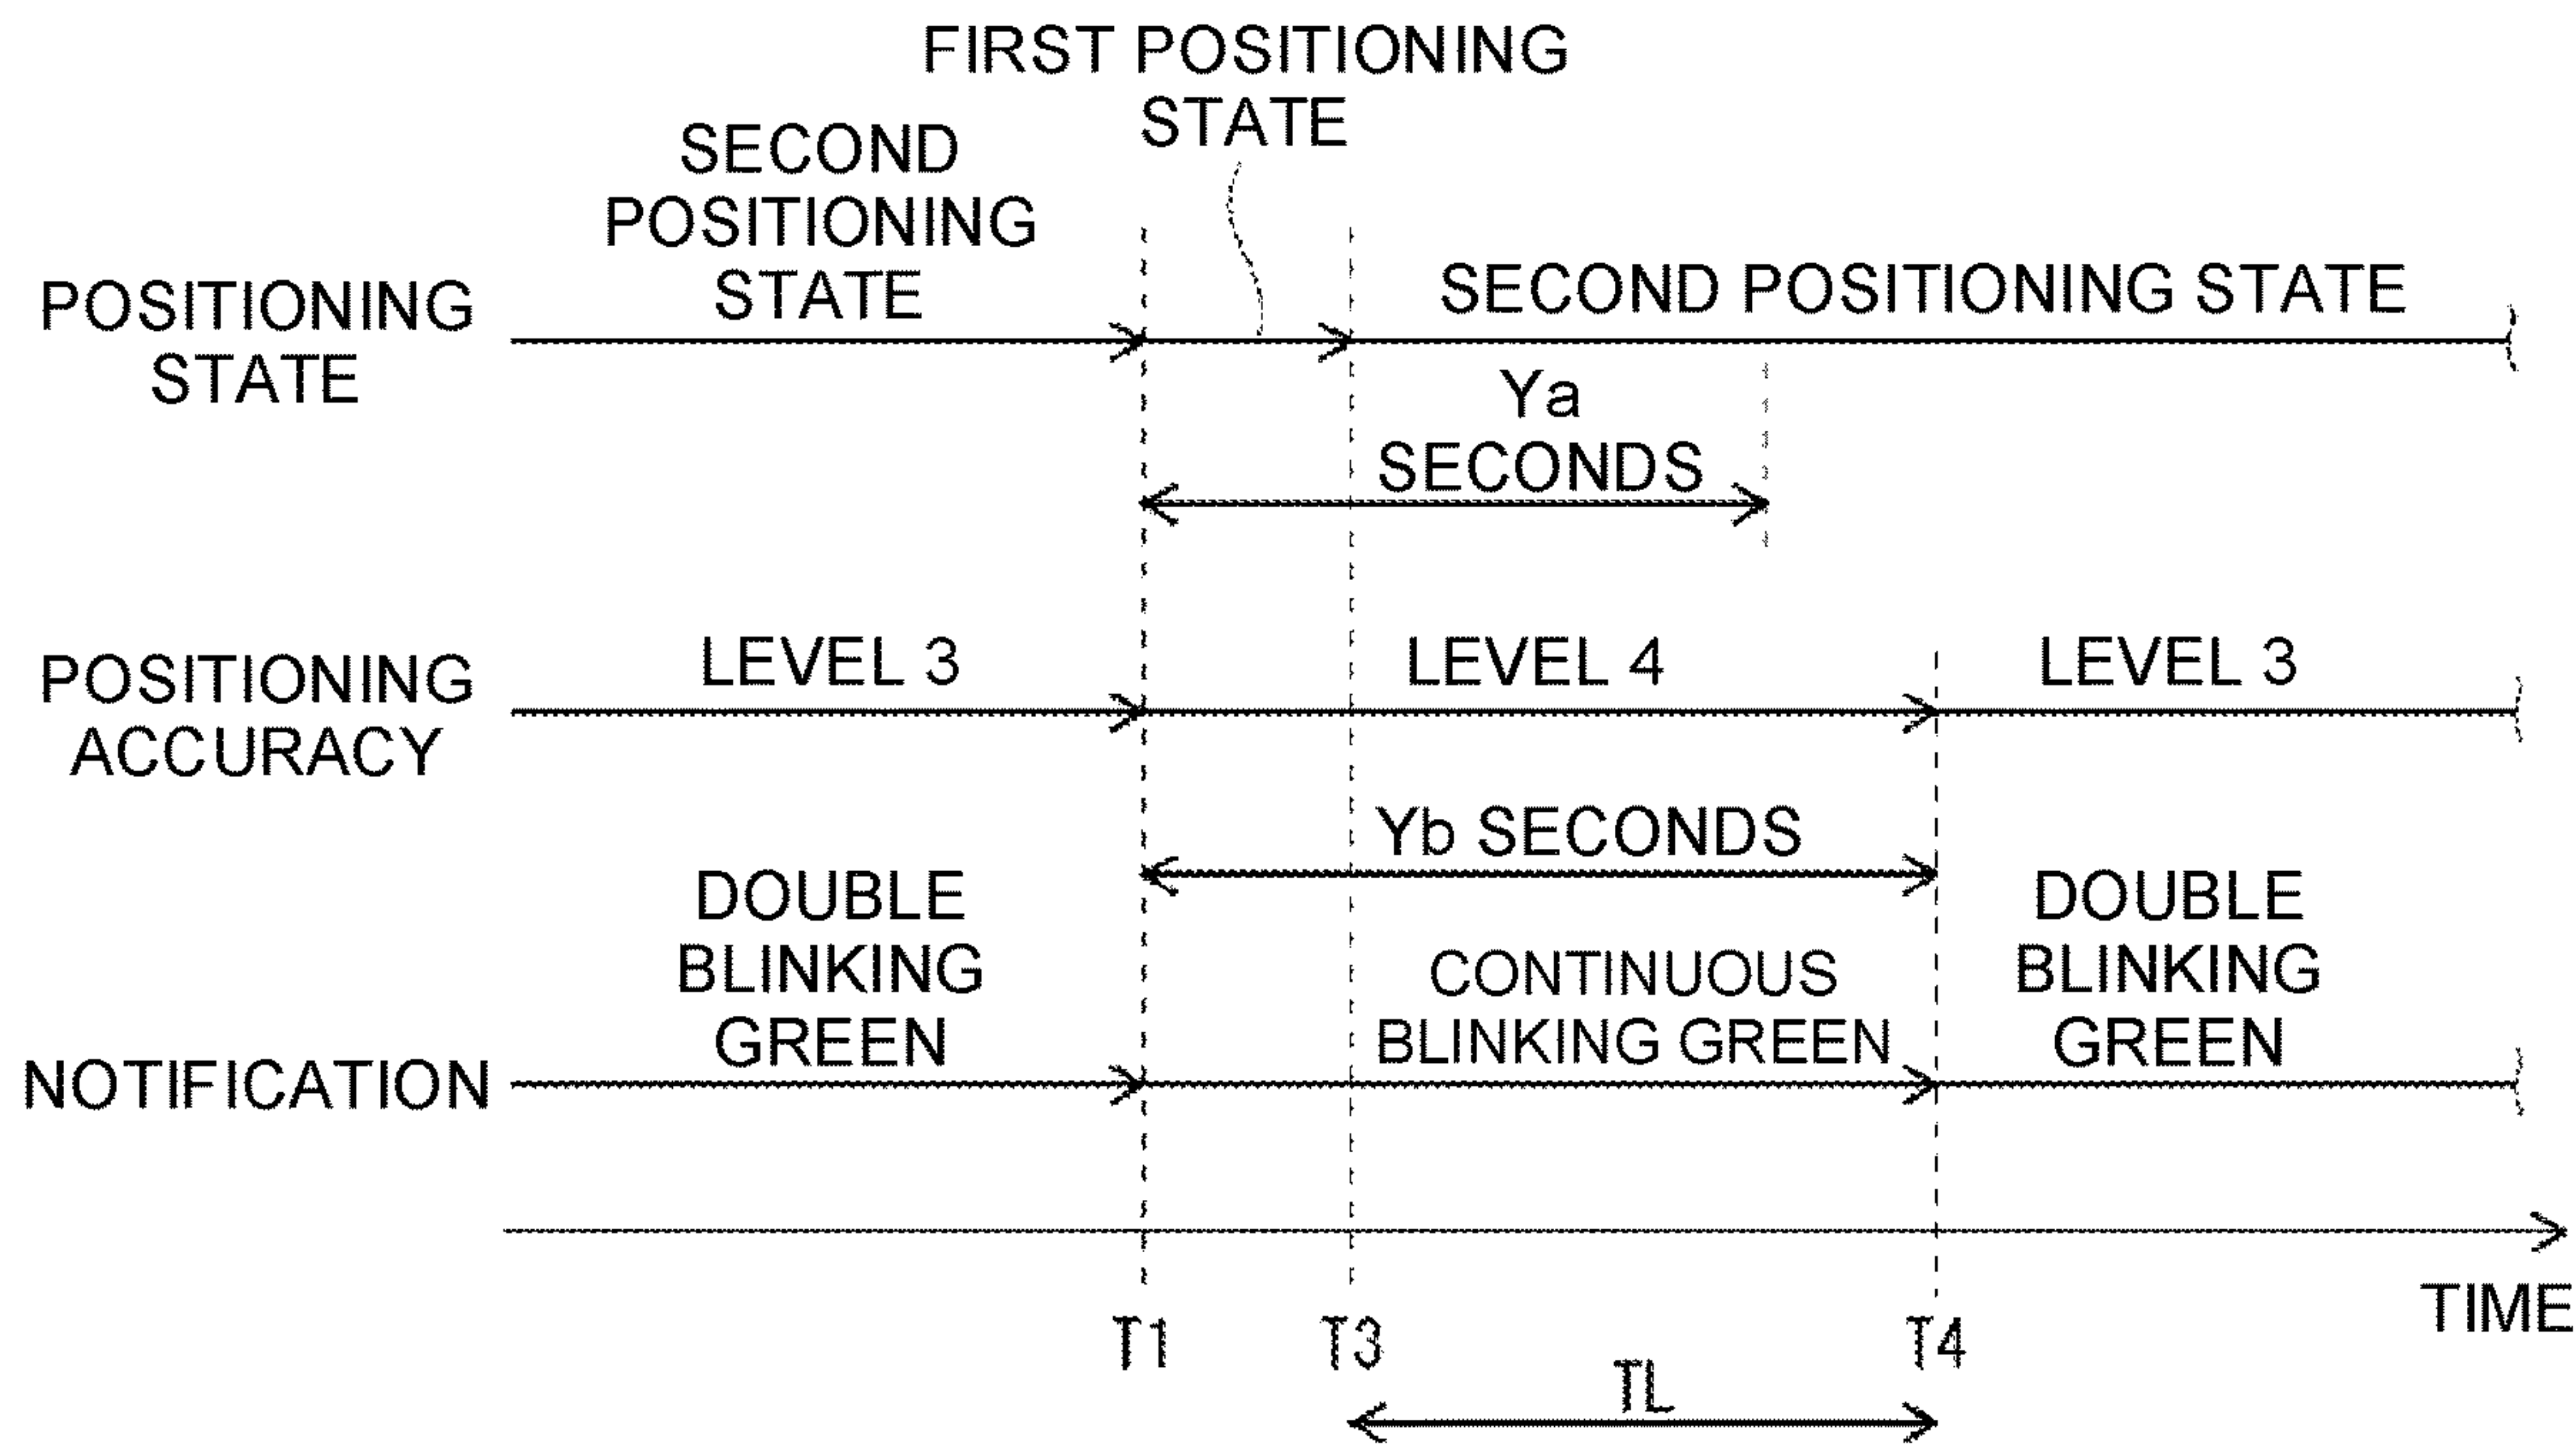 FIRST POSITIONING
STATE
SECOND
POSITIONING
STATE
SECOND POSITIONING STATE
POSITIONING
STATE
Ya
SECONDS
LEVEL 3
LEVEL 4
LEVEL 3
POSITIONING
ACCURACY
Yb SECONDS
DOUBLE
BLINKING
GREEN
CONTINUOUS
BLINKING GREEN
DOUBLE
BLINKING
GREEN
NOTIFICATION
TIME
T1
T3
T4
TL